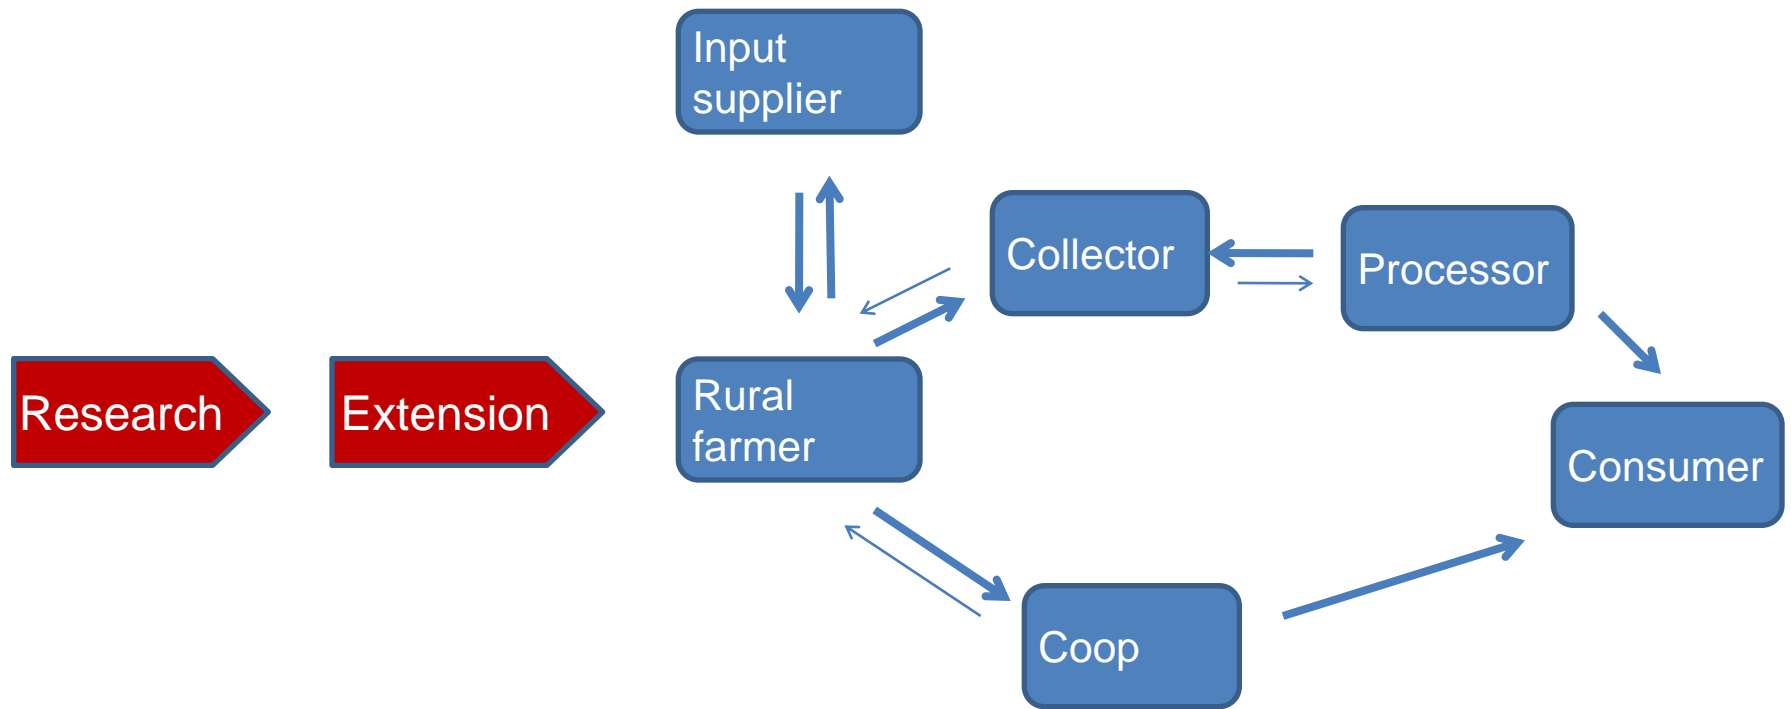 Input
supplier
Collector
Processor
Research
Extension
Rural
farmer
Consumer
Coop